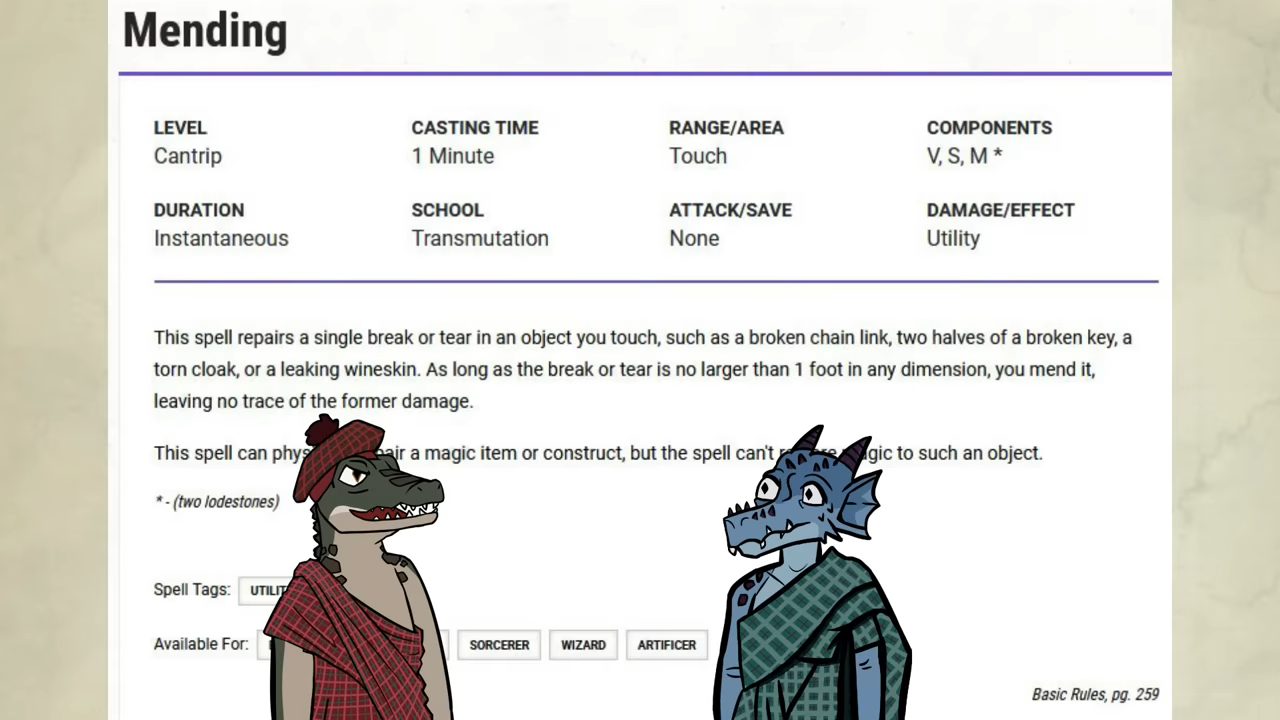 Mending
LEVEL CASTING TIME RANGE/AREA COMPONENTS
Cantrip 1 Minute Touch V, S, M *
DURATION SCHOOL ATTACK/SAVE DAMAGE/EFFECT
Instantaneous Transmutation None Utility
This spell repairs a single break or tear in an object you touch, such as a broken chain link, two halves of a broken key, a
torn cloak, or a leaking wineskin. As long as the break or tear is no larger than 1 foot in any dimension, you mend it,
leaving no trace of the former damage.
This spell can a magic item or construct, but the spell can't to such an object.
* - (two lodestones)
Spell Tags:
Available For: SORCERER WIZARD ARTIFICER
Basic Rules, pg. 259